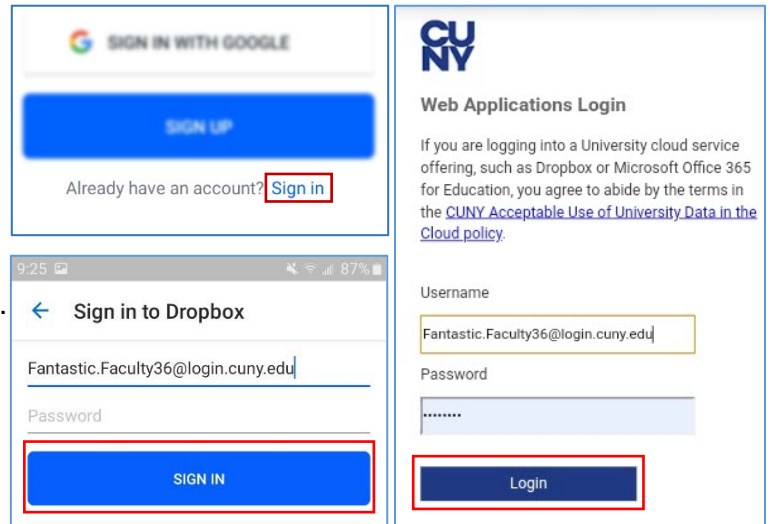 SIGN IN WITH GOOGLE
SIGN UP
Already have an account? Sign in
9:25 87%
Sign in to Dropbox
Fantastic.Faculty36@login.cuny.edu
Password
SIGN IN
CU
NY
Web Applications Login
If you are logging into a University cloud service
offering, such as Dropbox or Microsoft Office 365
for Education, you agree to abide by the terms in
the CUNY Acceptable Use of University Data in the
Cloud policy.
Username
Fantastic.Faculty36@login.cuny.edu
Password
••••••••
Login